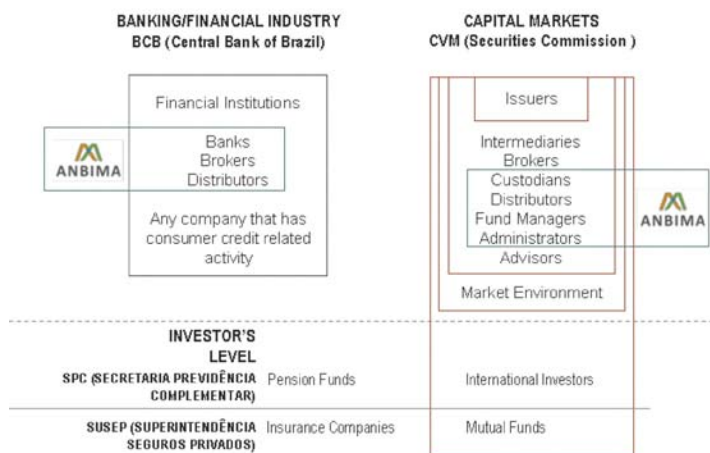 BANKING/FINANCIAL INDUSTRY
BCB (Central Bank of Brazil)
CAPITAL MARKETS
CVM (Securities Commission )
Financial Institutions
ANBIMA
Banks
Brokers
Distributors
Any company that has
consumer credit related
activity
Issuers
Intermediaries
Brokers
Custodians
Distributors
Fund Managers
Administrators
Advisors
ANBIMA
Market Environment
INVESTOR'S
LEVEL
SPC (SECRETARIA PREVIDÊNCIA
COMPLEMENTAR)
Pension Funds
International Investors
SUSEP (SUPERINTENDÊNCIA
SEGUROS PRIVADOS)
Insurance Companies
Mutual Funds